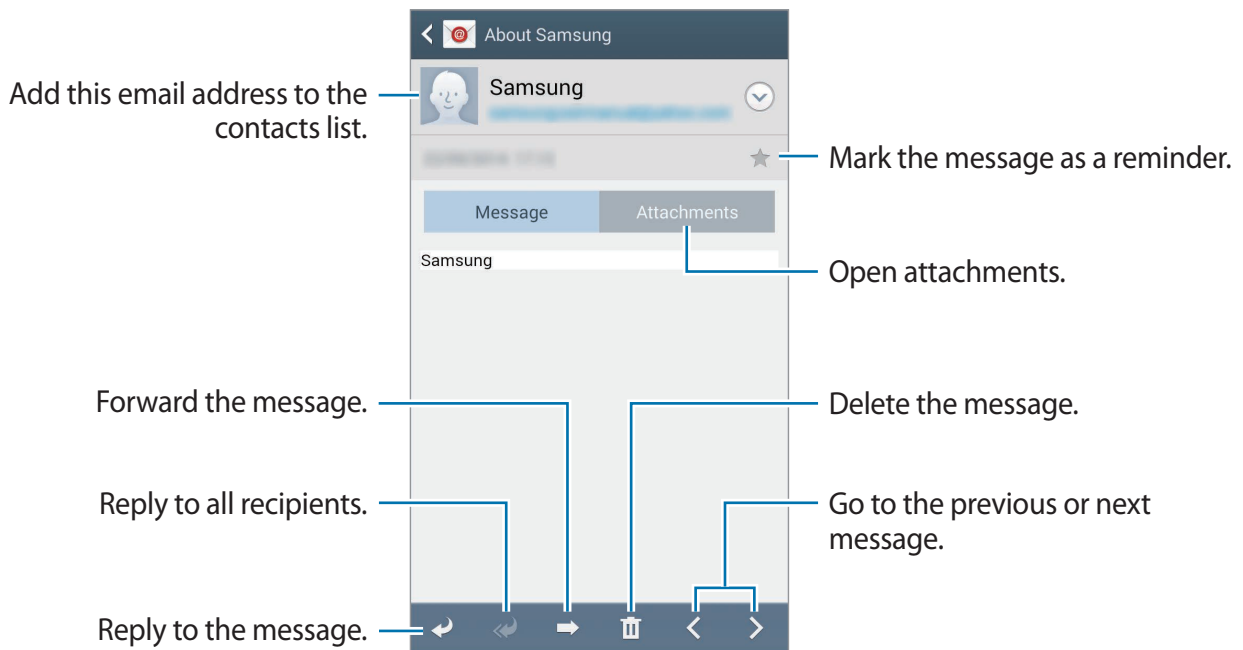 About Samsung
Add this email address to the
contacts list.
Samsung
Mark the message as a reminder.
Message
Attachments
Samsung
Open attachments.
Forward the message.
Delete the message.
Reply to all recipients.
Go to the previous or next
message.
Reply to the message.